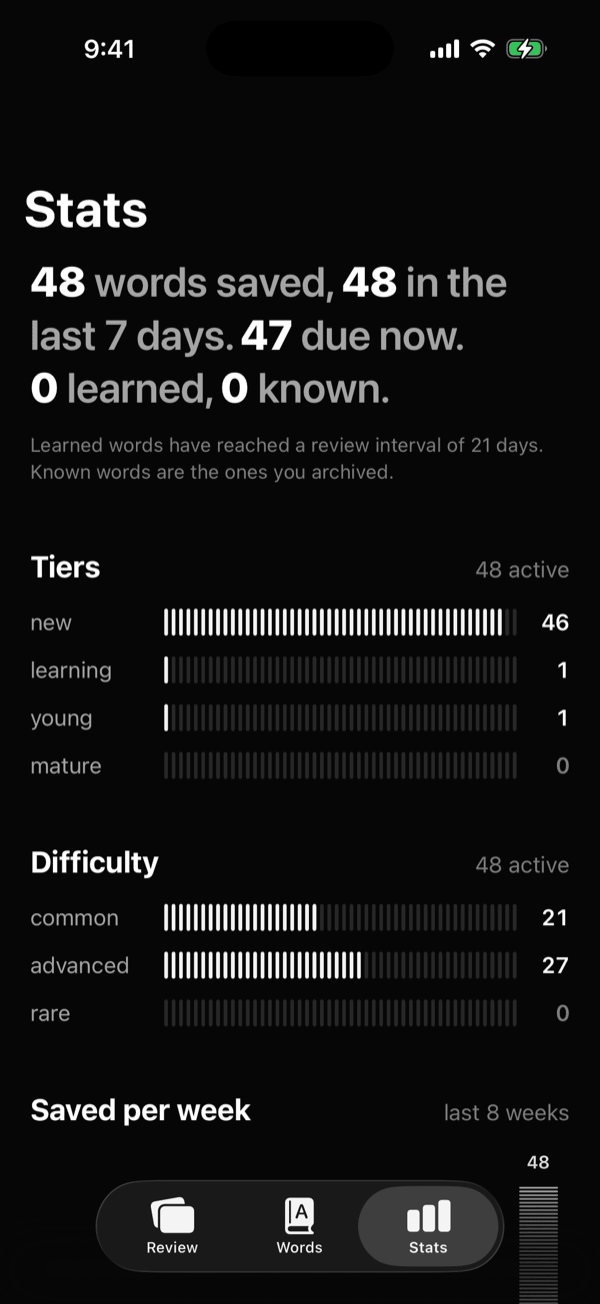 9:41
Stats
48 words saved, 48 in the
last 7 days. 47 due now.
0 learned, 0 known.
Learned words have reached a review interval of 21 days.
Known words are the ones you archived.
Tiers 48 active
new 46
learning 1
young 1
mature 0
Difficulty 48 active
common 21
advanced 27
rare 0
Saved per week last 8 weeks
48
A
Review Words Stats